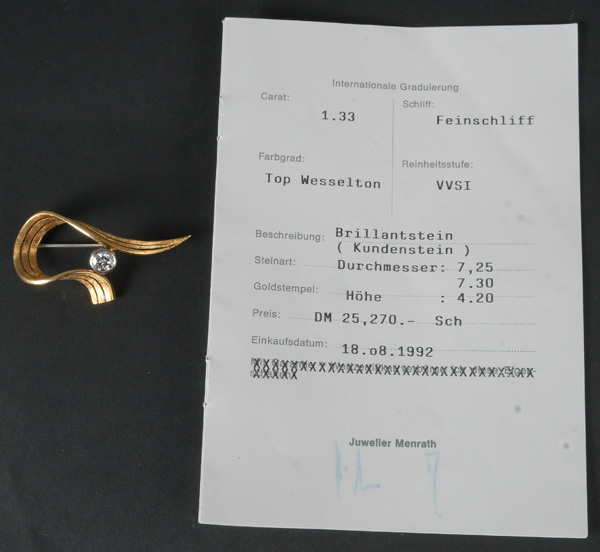 Internationale Graduierung
Carat: Schliff:
1.33 Feinschliff
Farbgrad: Reinheitsstufe:
Top Wesselton VVSI
Beschreibung: Brillantstein
( Kundenstein )
Steinart: Durchmesser: 7,25
7.30
Goldstempel: Höhe : 4.20
Preis: DM 25,270.- Sch
Einkaufsdatum: 18.o8.1992
Juwelier Menrath